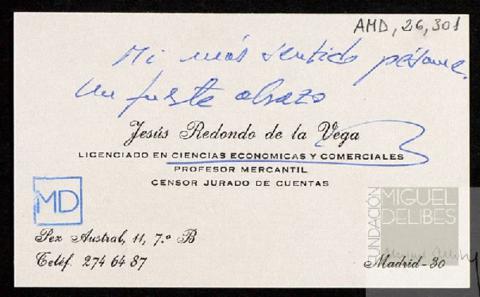 AMD, 26, 301
Mi más sentido pésame.
Un fuerte abrazo
Jesús Redondo de la Vega
LICENCIADO EN CIENCIAS ECONOMICAS Y COMERCIALES
PROFESOR MERCANTIL
CENSOR JURADO DE CUENTAS
MD
Pez Austral, 11, 7.º B
Teléf. 274 64 87
Madrid-30
FUNDACIÓN
MIGUEL
DELIBES